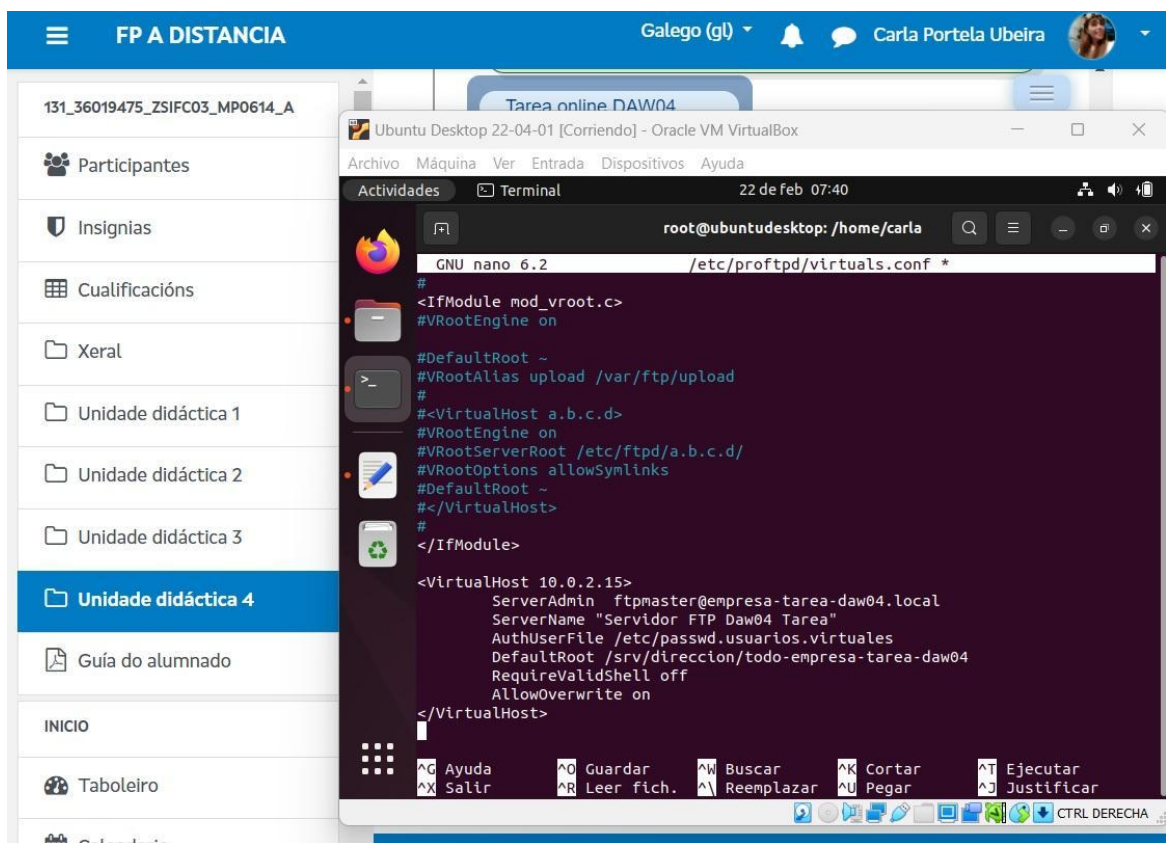 FP A DISTANCIA
Galego (gl)
Carla Portela Ubeira
131_36019475_ZSIFC03_MP0614_A
Participantes
Insignias
Cualificacións
Xeral
Unidade didáctica 1
Unidade didáctica 2
Unidade didáctica 3
Unidade didáctica 4
Guía do alumnado
INICIO
Taboleiro
Calendario
Tarea online DAW04
Ubuntu Desktop 22-04-01 [Corriendo] - Oracle VM VirtualBox
Archivo Máquina Ver Entrada Dispositivos Ayuda
Actividades Terminal 22 de feb 07:40
root@ubuntudesktop: /home/carla
GNU nano 6.2 /etc/proftpd/virtuals.conf *
#
<IfModule mod_vroot.c>
#VRootEngine on
#DefaultRoot ~
#VRootAlias upload /var/ftp/upload
#
#<VirtualHost a.b.c.d>
#VRootEngine on
#VRootServerRoot /etc/ftpd/a.b.c.d/
#VRootOptions allowSymlinks
#DefaultRoot ~
#</VirtualHost>
#
</IfModule>
<VirtualHost 10.0.2.15>
ServerAdmin ftpmaster@empresa-tarea-daw04.local
ServerName "Servidor FTP Daw04 Tarea"
AuthUserFile /etc/passwd.usuarios.virtuales
DefaultRoot /srv/direccion/todo-empresa-tarea-daw04
RequireValidShell off
AllowOverwrite on
</VirtualHost>
^G Ayuda ^O Guardar ^W Buscar ^K Cortar ^T Ejecutar
^X Salir ^R Leer fich. ^\ Reemplazar ^U Pegar ^J Justificar
CTRL DERECHA